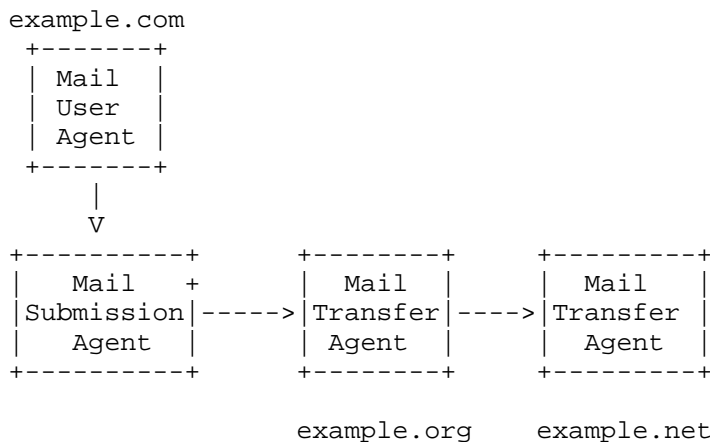 example.com
+-------+
| Mail  |
| User  |
| Agent |
+-------+
|
V
+----------+       +--------+      +---------+
|   Mail   +       |  Mail  |      |  Mail   |
|Submission|----->|Transfer|---->|Transfer |
|   Agent  |       | Agent  |      |  Agent  |
+----------+       +--------+      +---------+
example.org    example.net